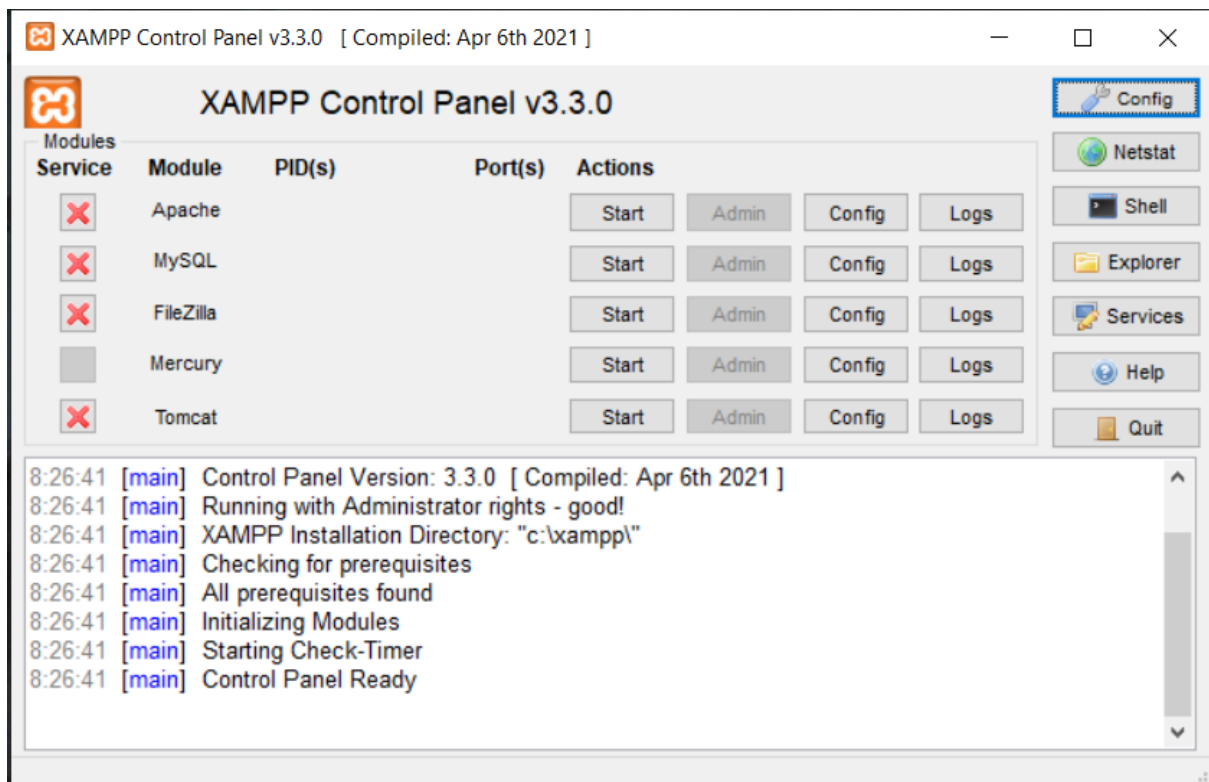 XAMPP Control Panel v3.3.0 [ Compiled: Apr 6th 2021 ]
XAMPP Control Panel v3.3.0
Config
Modules
Service Module PID(s) Port(s) Actions
Netstat
Apache Start Admin Config Logs
Shell
MySQL Start Admin Config Logs
Explorer
FileZilla Start Admin Config Logs
Services
Mercury Start Admin Config Logs
Help
Tomcat Start Admin Config Logs
Quit
8:26:41 [main] Control Panel Version: 3.3.0 [ Compiled: Apr 6th 2021 ]
8:26:41 [main] Running with Administrator rights - good!
8:26:41 [main] XAMPP Installation Directory: "c:\xampp\"
8:26:41 [main] Checking for prerequisites
8:26:41 [main] All prerequisites found
8:26:41 [main] Initializing Modules
8:26:41 [main] Starting Check-Timer
8:26:41 [main] Control Panel Ready